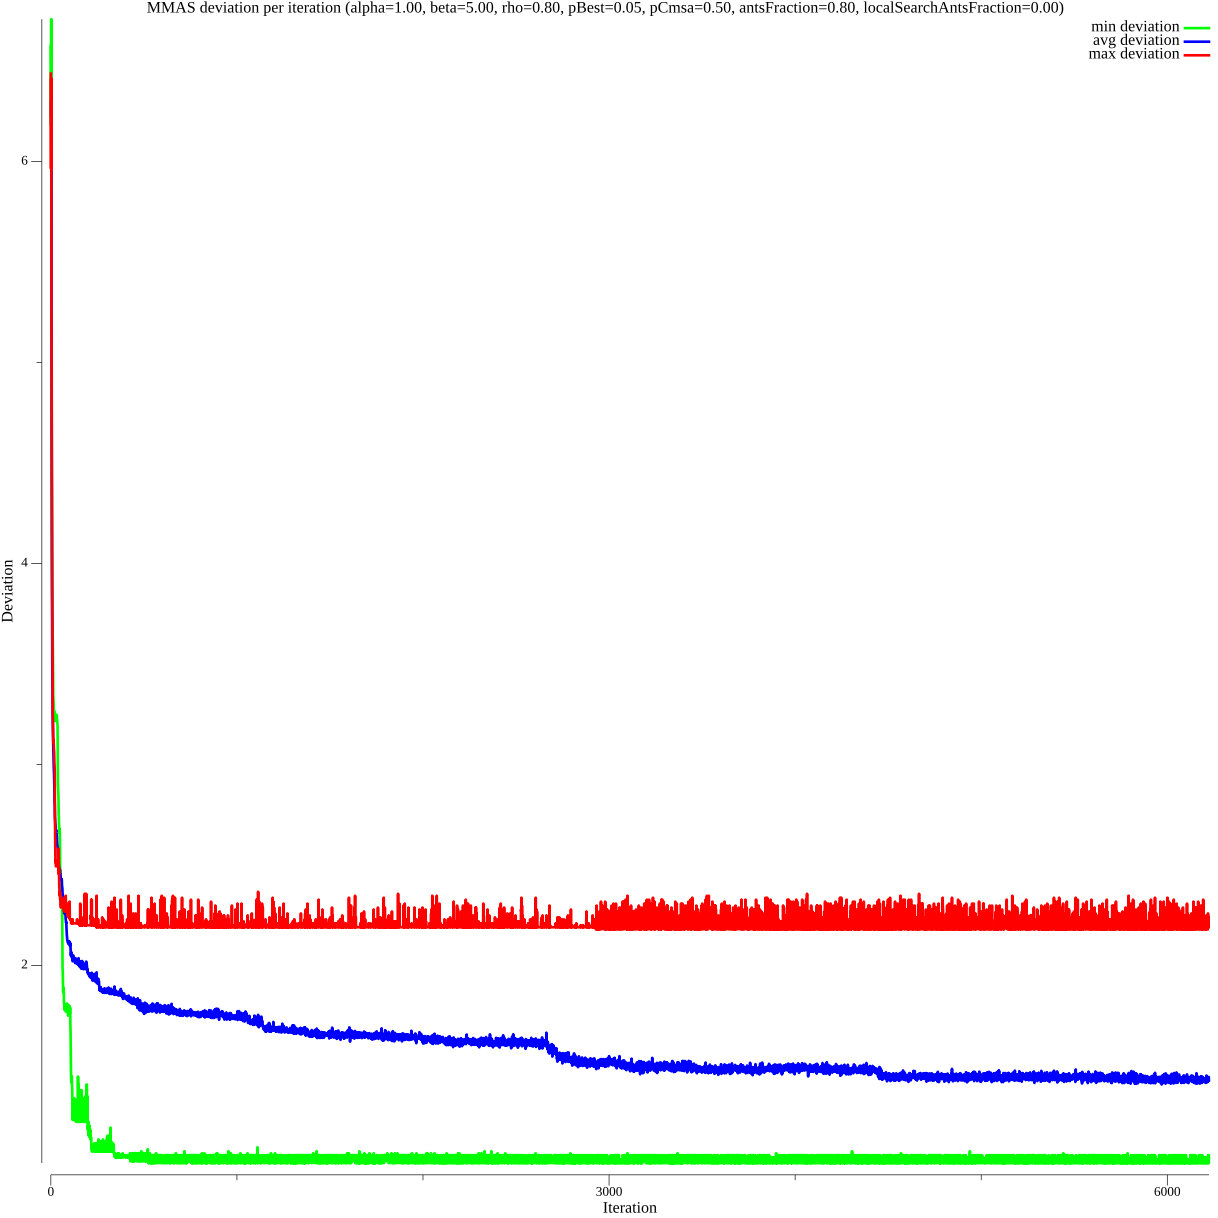 MMAS deviation per iteration (alpha=1.00, beta=5.00, rho=0.80, pBest=0.05, pCmsa=0.50, antsFraction=0.80, localSearchAntsFraction=0.00)
min deviation
avg deviation
max deviation
6
4
2
Deviation
0
3000
6000
Iteration